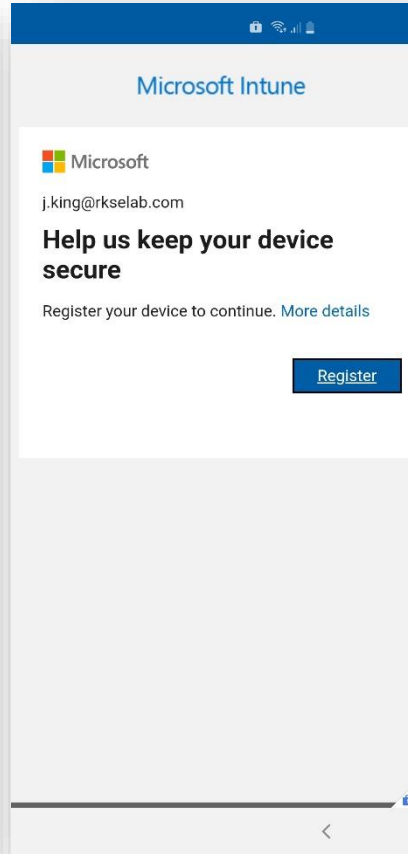 Microsoft Intune
Microsoft
j.king@rkselab.com
Help us keep your device
secure
Register your device to continue. More details
Register